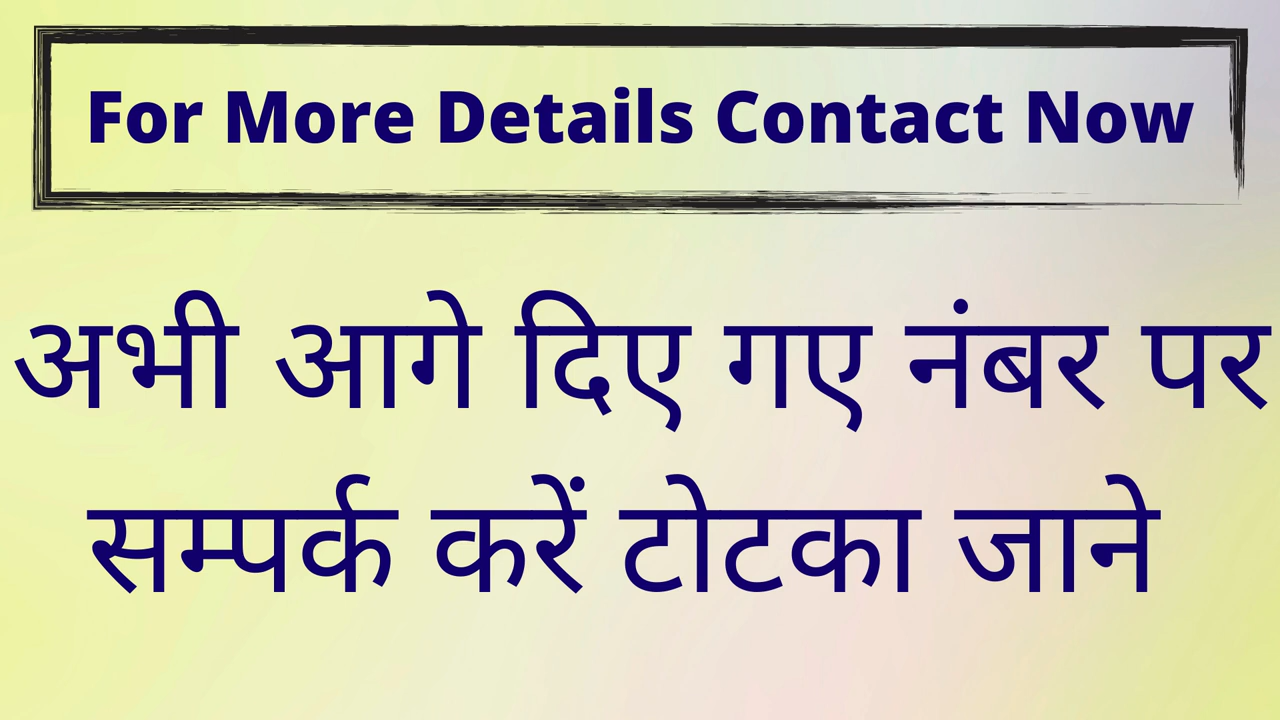 For More Details Contact Now
अभी आगे दिए गए नंबर पर
सम्पर्क करें टोटका जाने